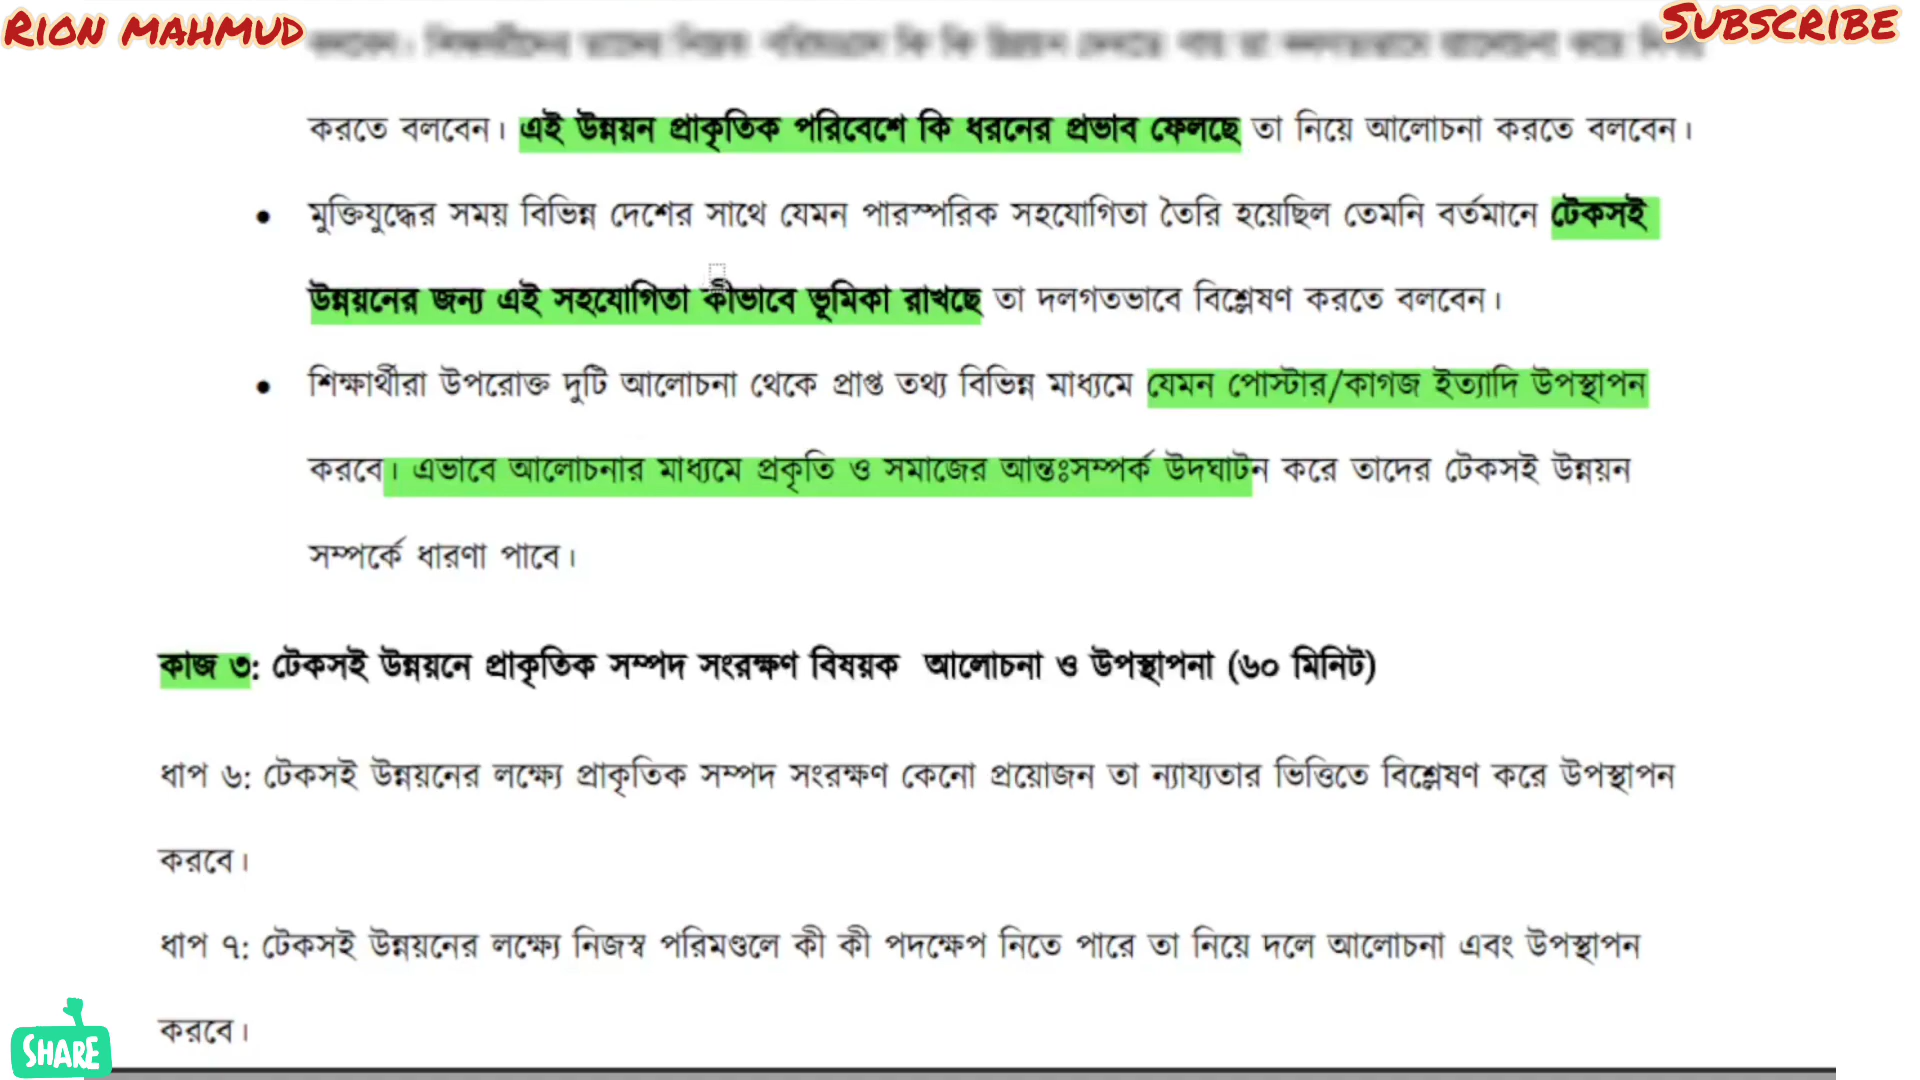 RION MAHMUD
SUBSCRIBE
করতে বলবেন। এই উন্নয়ন প্রাকৃতিক পরিবেশে কি ধরনের প্রভাব ফেলছে তা নিয়ে আলোচনা করতে বলবেন।
• মুক্তিযুদ্ধের সময় বিভিন্ন দেশের সাথে যেমন পারস্পরিক সহযোগিতা তৈরি হয়েছিল তেমনি বর্তমানে টেকসই
উন্নয়নের জন্য এই সহযোগিতা কীভাবে ভূমিকা রাখছে তা দলগতভাবে বিশ্লেষণ করতে বলবেন।
• শিক্ষার্থীরা উপরোক্ত দুটি আলোচনা থেকে প্রাপ্ত তথ্য বিভিন্ন মাধ্যমে যেমন পোস্টার/কাগজ ইত্যাদি উপস্থাপন
করবে। এভাবে আলোচনার মাধ্যমে প্রকৃতি ও সমাজের আন্তঃসম্পর্ক উদঘাটন করে তাদের টেকসই উন্নয়ন
সম্পর্কে ধারণা পাবে।
কাজ ৩: টেকসই উন্নয়নে প্রাকৃতিক সম্পদ সংরক্ষণ বিষয়ক আলোচনা ও উপস্থাপনা (৬০ মিনিট)
ধাপ ৬: টেকসই উন্নয়নের লক্ষ্যে প্রাকৃতিক সম্পদ সংরক্ষণ কেনো প্রয়োজন তা ন্যায্যতার ভিত্তিতে বিশ্লেষণ করে উপস্থাপন
করবে।
ধাপ ৭: টেকসই উন্নয়নের লক্ষ্যে নিজস্ব পরিমণ্ডলে কী কী পদক্ষেপ নিতে পারে তা নিয়ে দলে আলোচনা এবং উপস্থাপন
করবে।
SHARE